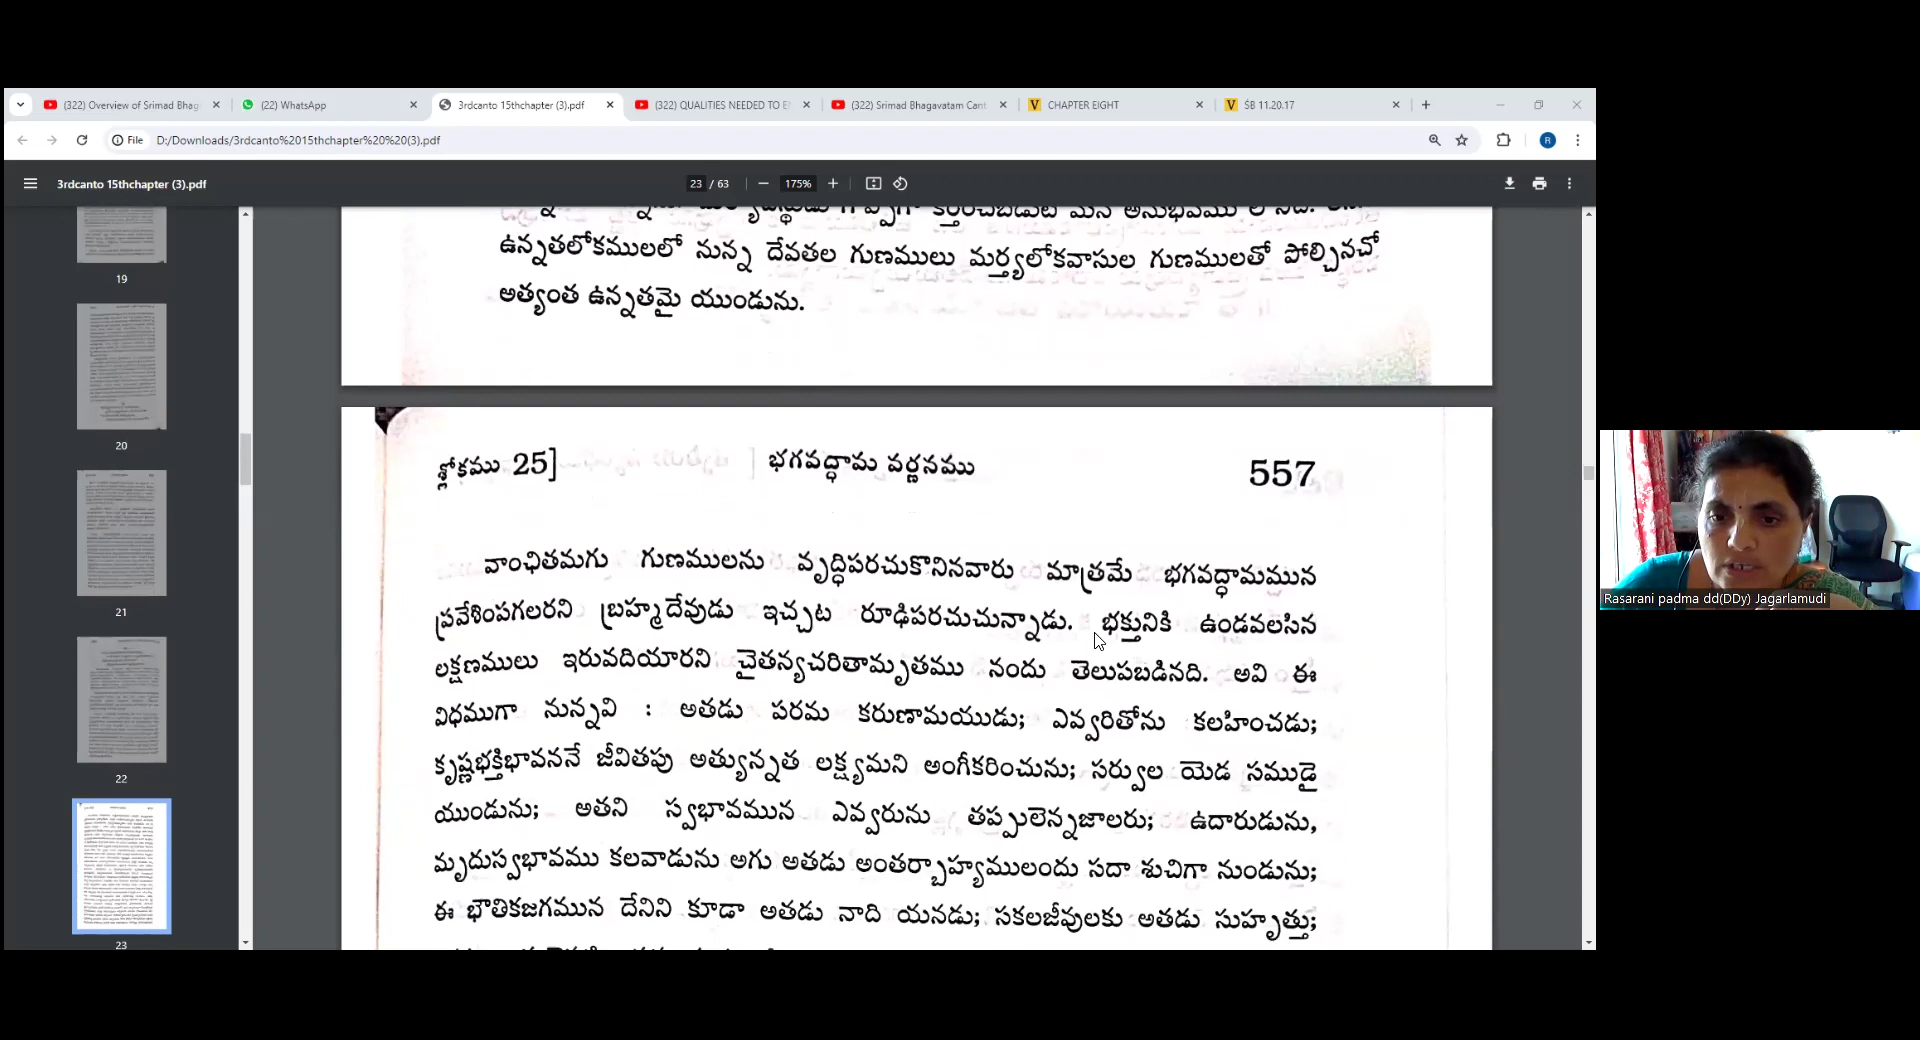 (322) Overview of Srimad Bhag
(22) WhatsApp
3rdcanto 15thchapter (3).pdf
(322) QUALITIES NEEDED TO E
(322) Srimad Bhagavatam Cant
CHAPTER EIGHT
ŚB 11.20.17
File D:/Downloads/3rdcanto%2015thchapter%20%20(3).pdf
R
3rdcanto 15thchapter (3).pdf
23 / 63
175%
19
20
21
22
23
ఉన్నతలోకములలో నున్న దేవతల గుణములు మర్త్యలోకవాసుల గుణములతో పోల్చినచో
అత్యంత ఉన్నతమై యుండును.
శ్లోకము 25] భగవద్ధామ వర్ణనము 557
వాంఛితమగు గుణములను వృద్ధిపరచుకొనినవారు మాత్రమే భగవద్ధామమున
ప్రవేశింపగలరని బ్రహ్మదేవుడు ఇచ్చట రూఢిపరచుచున్నాడు. భక్తునికి ఉండవలసిన
లక్షణములు ఇరువదియారని చైతన్యచరితామృతము నందు తెలుపబడినది. అవి ఈ
విధముగా నున్నవి : అతడు పరమ కరుణామయుడు; ఎవ్వరితోను కలహించడు;
కృష్ణభక్తిభావననే జీవితపు అత్యున్నత లక్ష్యమని అంగీకరించును; సర్వుల యెడ సముడై
యుండును; అతని స్వభావమున ఎవ్వరును తప్పులెన్నజాలరు; ఉదారుడును,
మృదుస్వభావము కలవాడును అగు అతడు అంతర్బాహ్యములందు సదా శుచిగా నుండును;
ఈ భౌతికజగమున దేనిని కూడా అతడు నాది యనడు; సకలజీవులకు అతడు సుహృత్తు;
Rasarani padma dd(DDy) Jagarlamudi